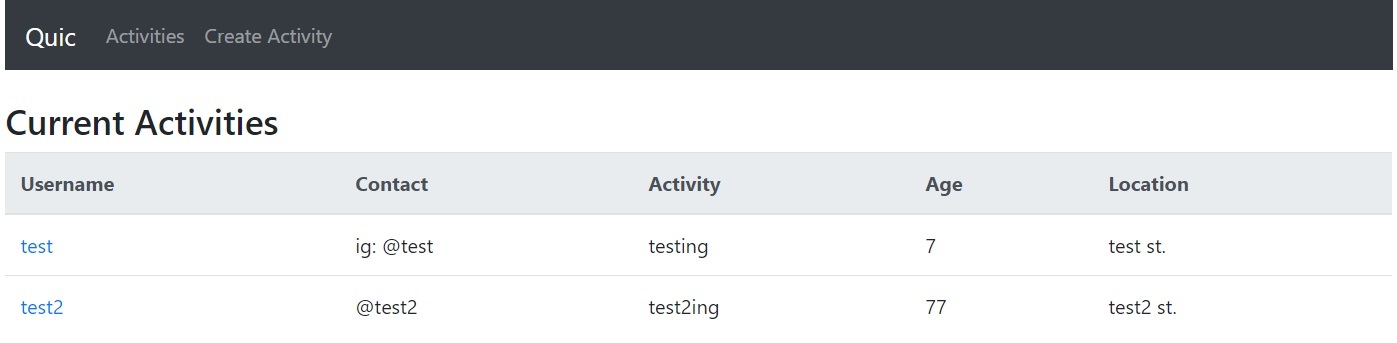 Quic Activities Create Activity
Current Activities
Username Contact Activity Age Location
test ig: @test testing 7 test st.
test2 @test2 test2ing 77 test2 st.